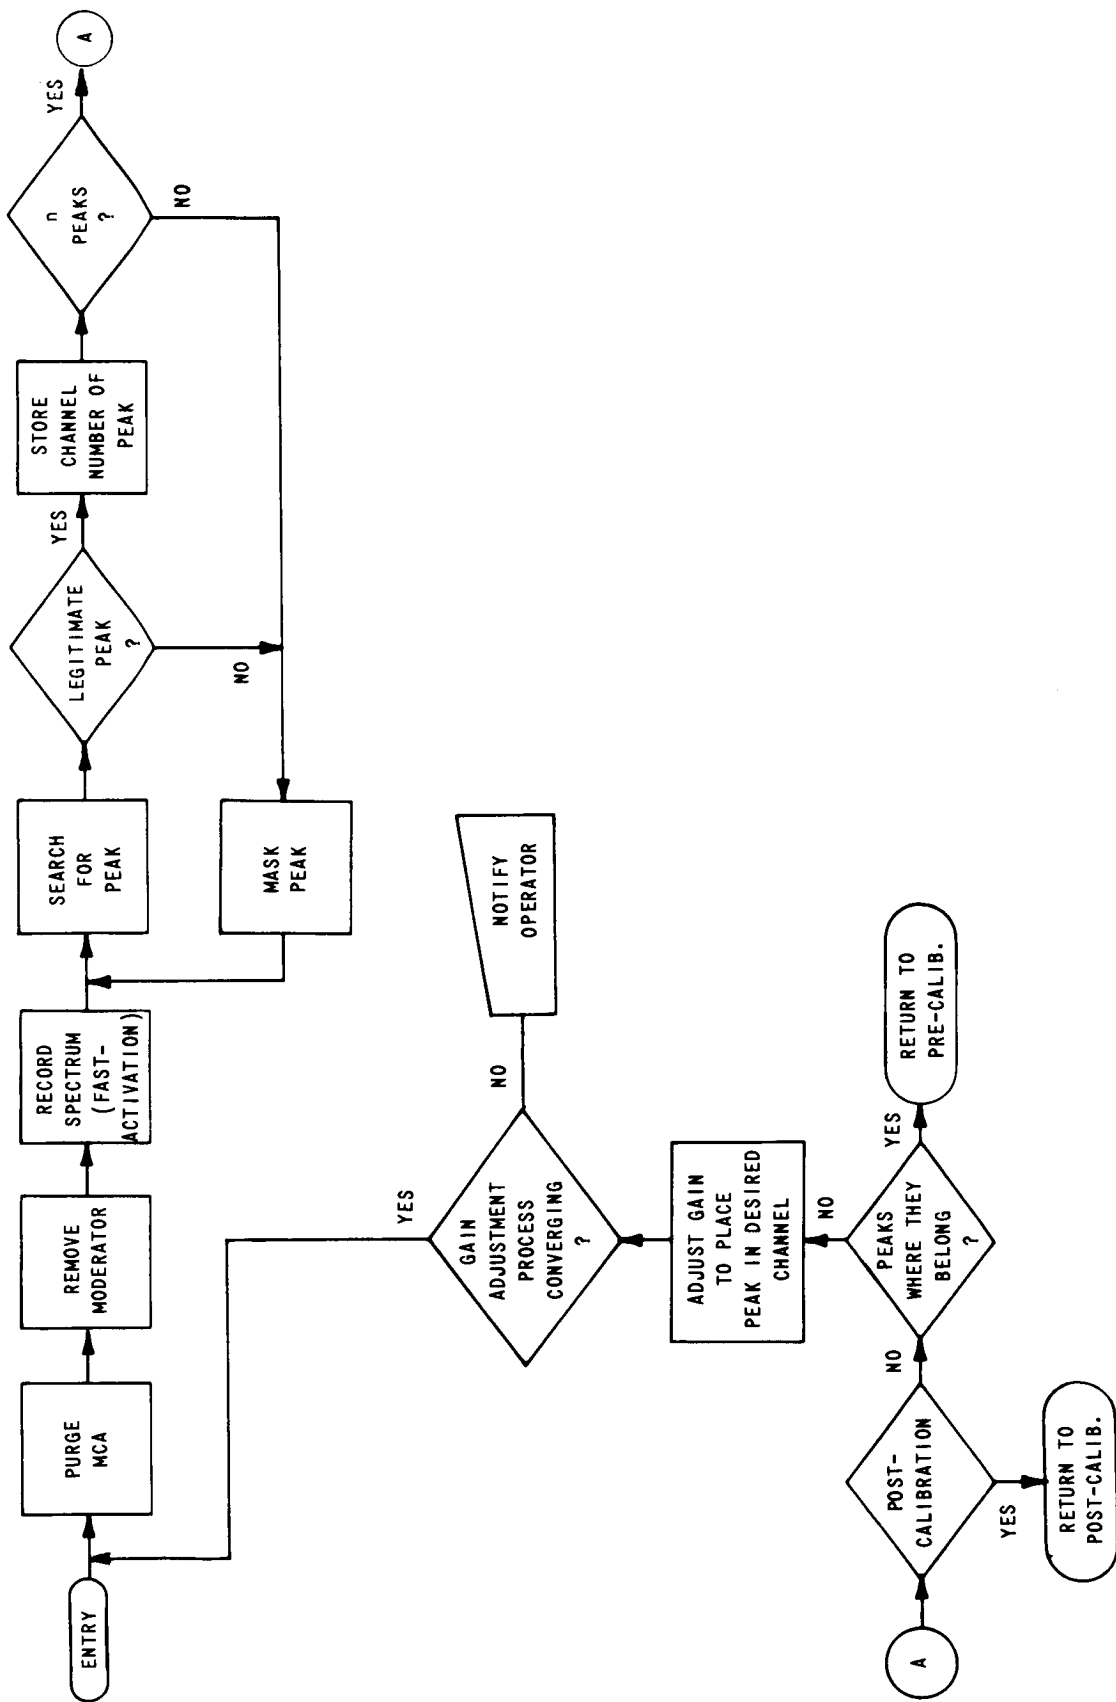 ENTRY
PURGE
MCA
REMOVE
MODERATOR
RECORD
SPECTRUM
(FAST-
ACTIVATION)
SEARCH
FOR
PEAK
LEGITIMATE
PEAK
?
YES
NO
STORE
CHANNEL
NUMBER OF
PEAK
n
PEAKS
?
YES
NO
A
MASK
PEAK
YES
GAIN
ADJUSTMENT
PROCESS
CONVERGING
?
NO
NOTIFY
OPERATOR
ADJUST GAIN
TO PLACE
PEAK IN DESIRED
CHANNEL
A
POST-
CALIBRATION
NO
YES
RETURN TO
POST-CALIB.
PEAKS
WHERE THEY
BELONG
?
NO
YES
RETURN TO
PRE-CALIB.